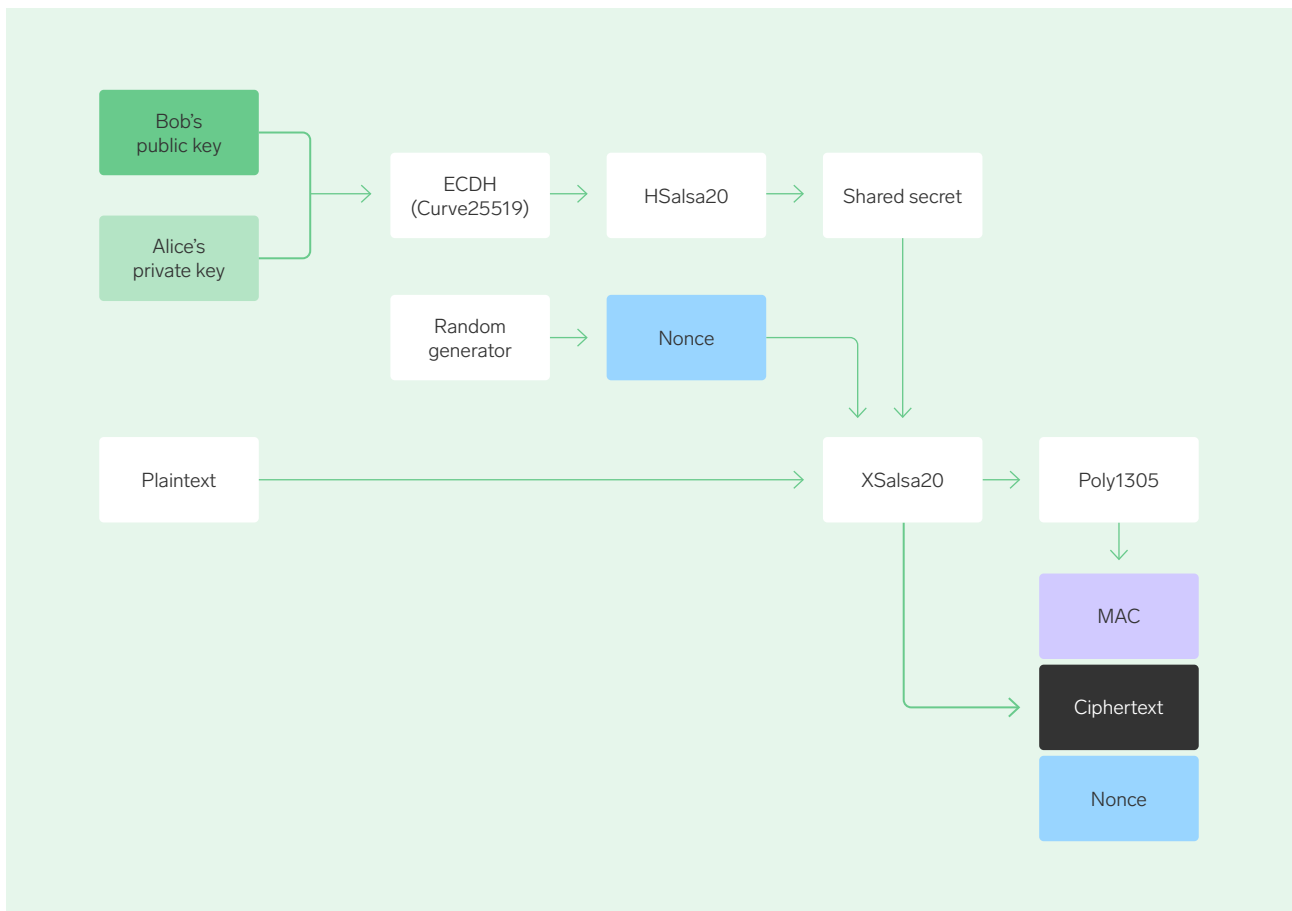 Bob’s
public key
Alice’s
private key
ECDH
(Curve25519)
HSalsa20
Shared secret
Random
generator
Nonce
Plaintext
XSalsa20
Poly1305
MAC
Ciphertext
Nonce